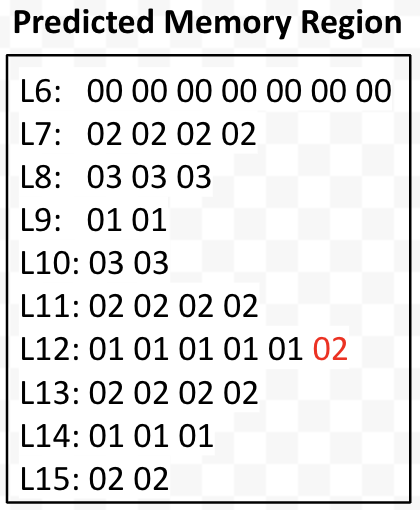 Predicted Memory Region
L6: 00 00 00 00 00 00 00
L7: 02 02 02 02
L8: 03 03 03
L9: 01 01
L10: 03 03
L11: 02 02 02 02
L12: 01 01 01 01 01 02
L13: 02 02 02 02
L14: 01 01 01
L15: 02 02